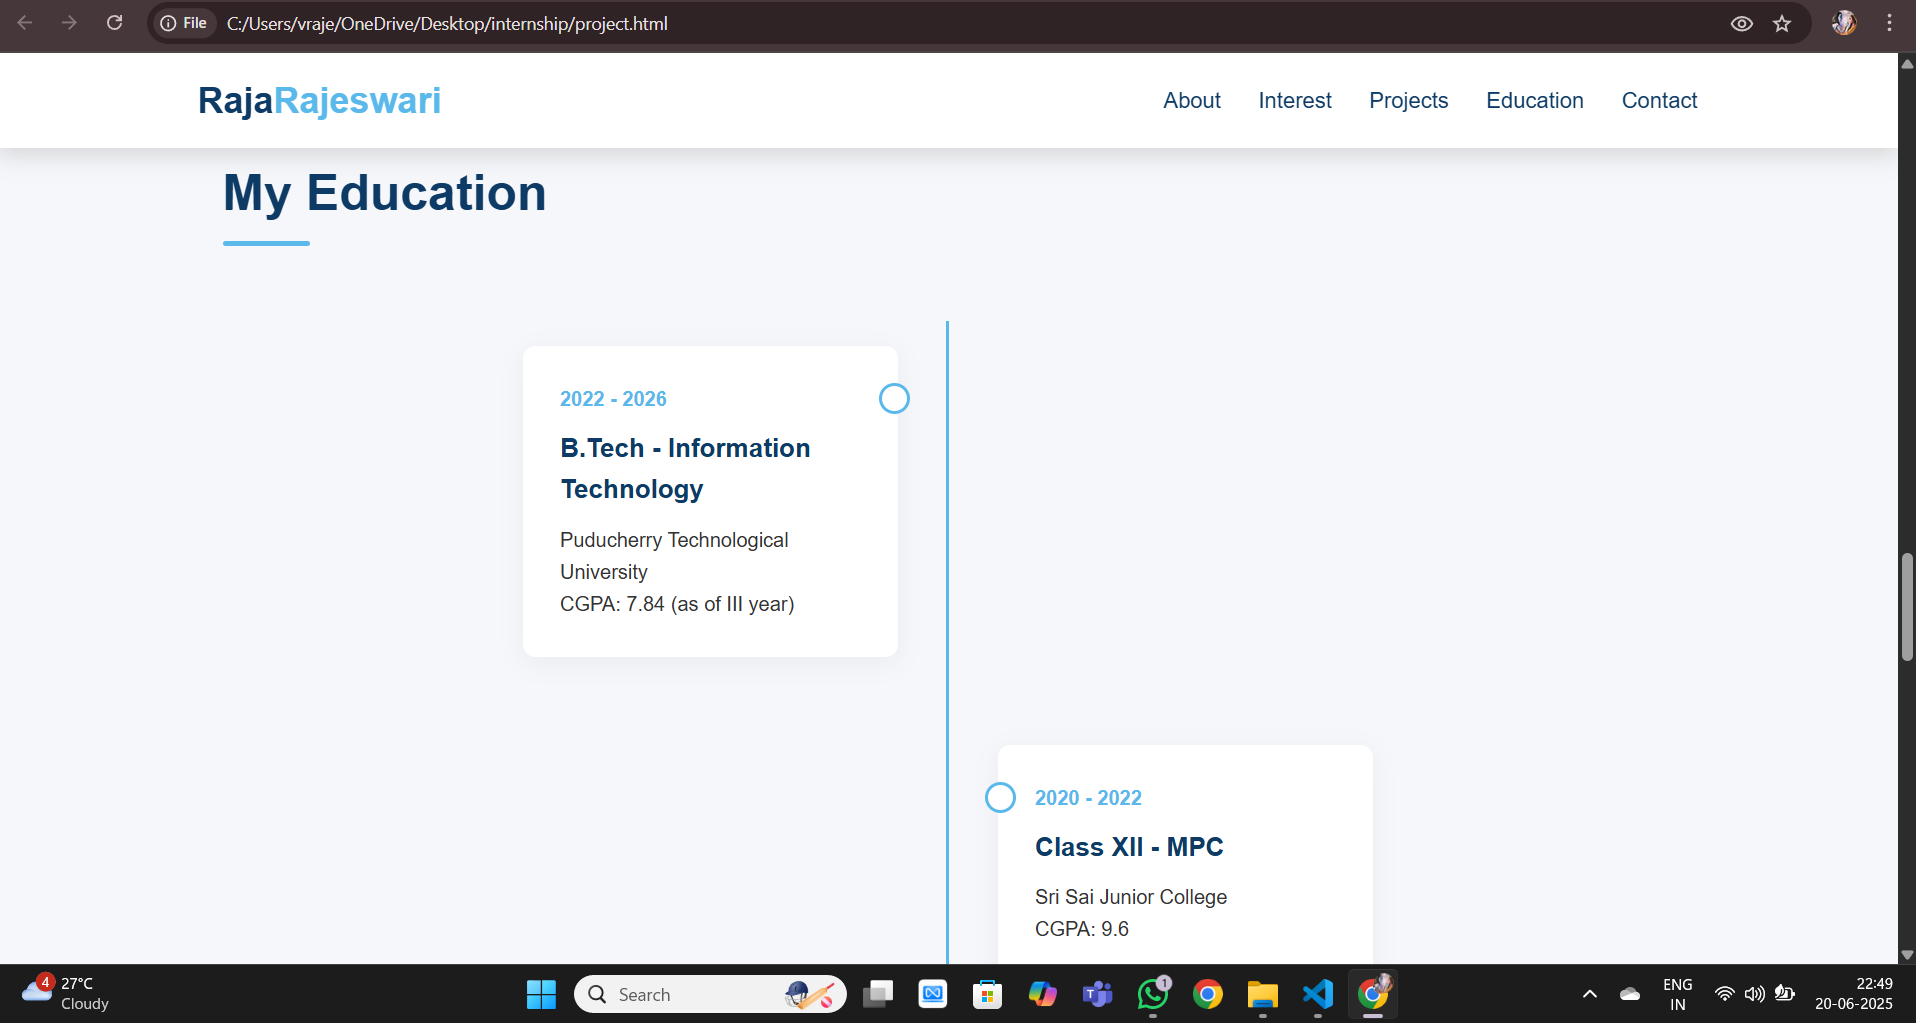 File C:/Users/vraje/OneDrive/Desktop/internship/project.html
RajaRajeswari
About Interest Projects Education Contact
My Education
2022 - 2026
B.Tech - Information
Technology
Puducherry Technological
University
CGPA: 7.84 (as of III year)
2020 - 2022
Class XII - MPC
Sri Sai Junior College
CGPA: 9.6
4
27°C
Cloudy
Search
T
1
ENG
IN
22:49
20-06-2025